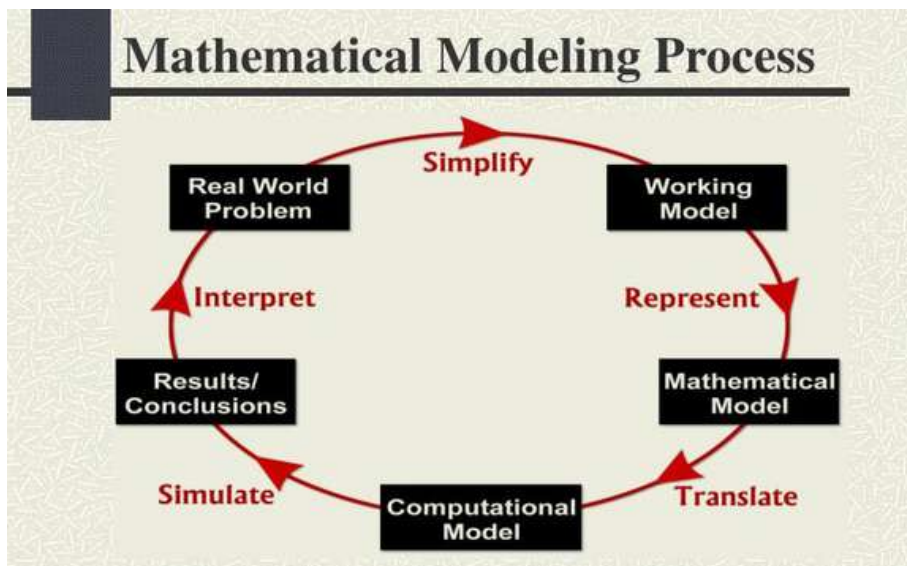 Mathematical Modeling Process
Simplify
Real World
Problem
Working
Model
Interpret
Represent
Results/
Conclusions
Mathematical
Model
Simulate
Computational
Model
Translate